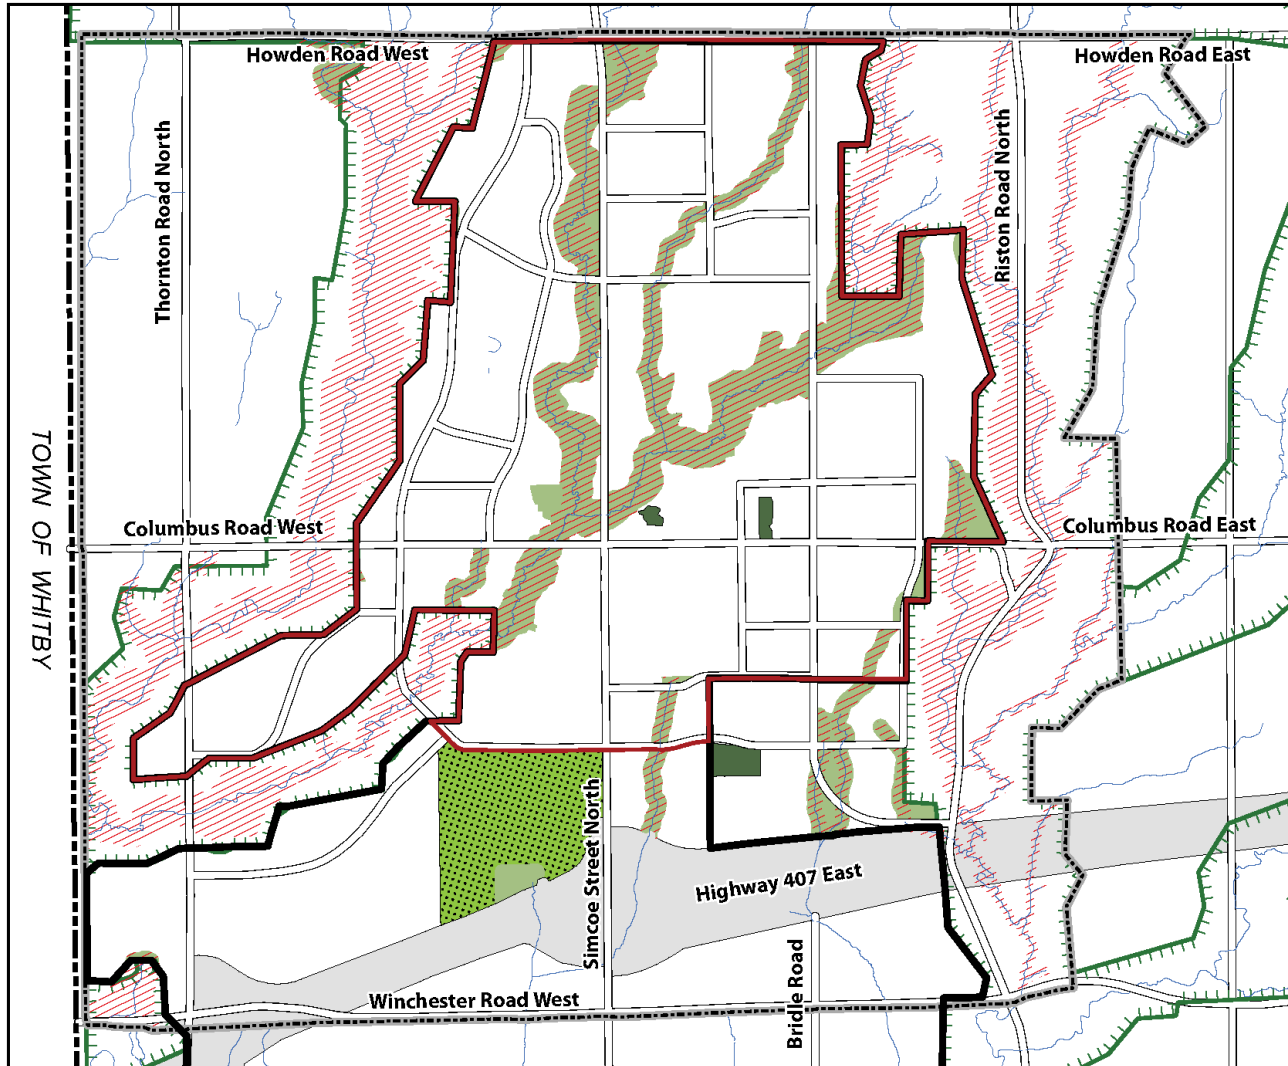 Howden Road West
Howden Road East
Thornton Road North
Riston Road North
TOWN OF WHITBY
Columbus Road West
Columbus Road East
Simcoe Street North
Highway 407 East
Bridle Road
Winchester Road West